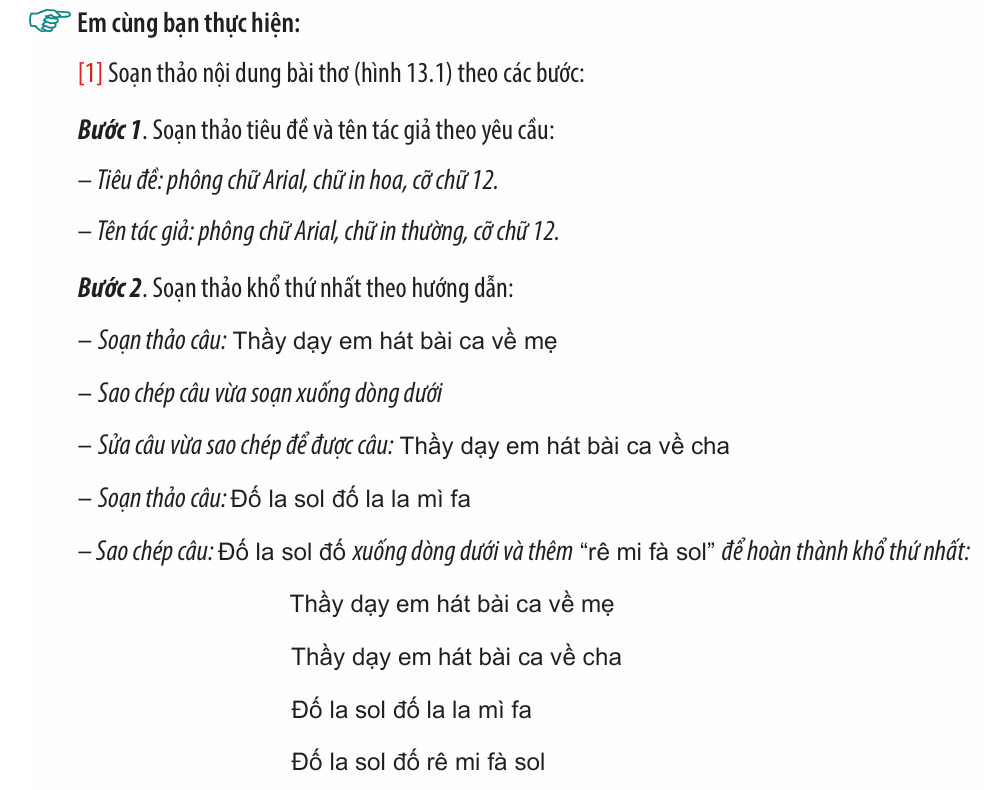 Em cùng bạn thực hiện:
[1] Soạn thảo nội dung bài thơ (hình 13.1) theo các bước:
Bước 1. Soạn thảo tiêu đề và tên tác giả theo yêu cầu:
– Tiêu đề: phông chữ Arial, chữ in hoa, cỡ chữ 12.
– Tên tác giả: phông chữ Arial, chữ in thường, cỡ chữ 12.
Bước 2. Soạn thảo khổ thứ nhất theo hướng dẫn:
– Soạn thảo câu: Thầy dạy em hát bài ca về mẹ
– Sao chép câu vừa soạn xuống dòng dưới
– Sửa câu vừa sao chép để được câu: Thầy dạy em hát bài ca về cha
– Soạn thảo câu: Đố la sol đố la la mì fa
– Sao chép câu: Đố la sol đố xuống dòng dưới và thêm “rê mi fà sol” để hoàn thành khổ thứ nhất:
Thầy dạy em hát bài ca về mẹ
Thầy dạy em hát bài ca về cha
Đố la sol đố la la mì fa
Đố la sol đố rê mi fà sol